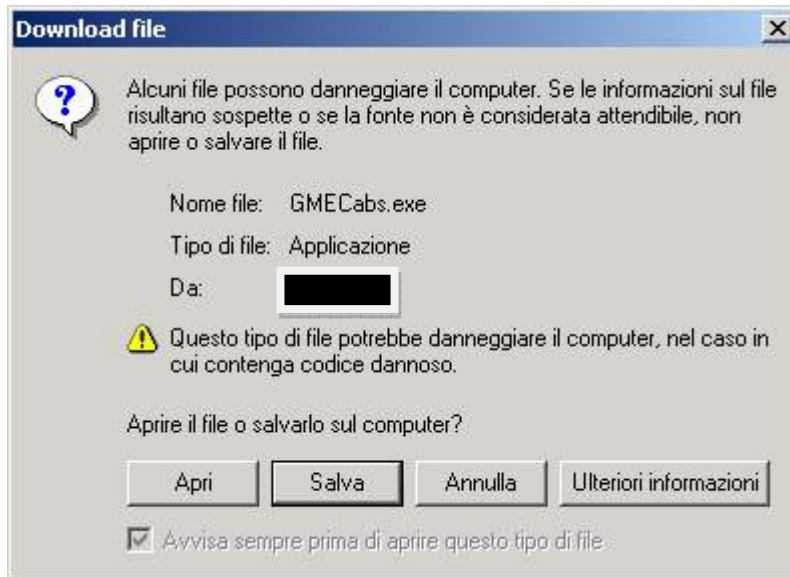 Download file
Alcuni file possono danneggiare il computer. Se le informazioni sul file
risultano sospette o se la fonte non è considerata attendibile, non
aprire o salvare il file.
Nome file: GMECabs.exe
Tipo di file: Applicazione
Da:
Questo tipo di file potrebbe danneggiare il computer, nel caso in
cui contenga codice dannoso.
Aprire il file o salvarlo sul computer?
Apri Salva Annulla Ulteriori informazioni
Avvisa sempre prima di aprire questo tipo di file